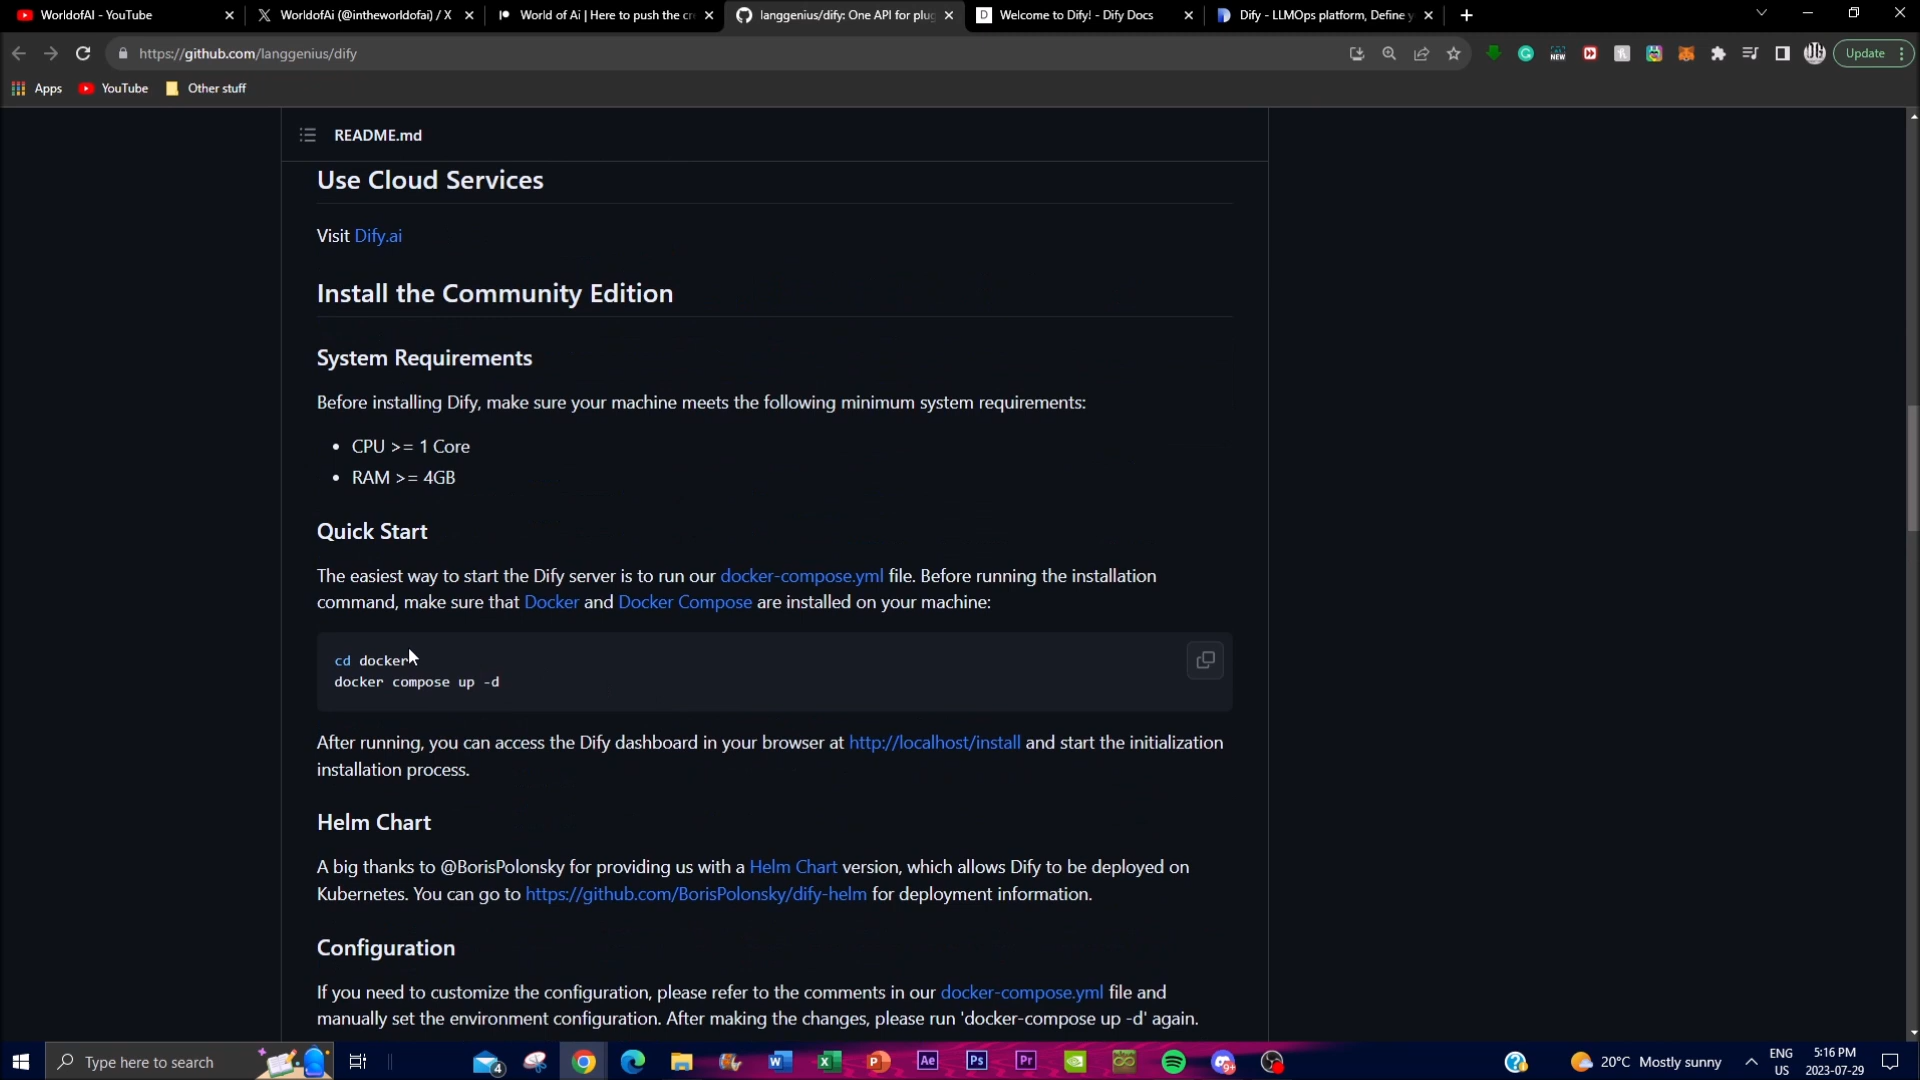 WorldofAI - YouTube
WorldofAi (@intheworldofai) / X
World of Ai | Here to push the cr
langgenius/dify: One API for plug
Welcome to Dify! - Dify Docs
Dify - LLMOps platform, Define y
https://github.com/langgenius/dify
NEW
Update
Apps
YouTube
Other stuff
README.md
Use Cloud Services
Visit Dify.ai
Install the Community Edition
System Requirements
Before installing Dify, make sure your machine meets the following minimum system requirements:
• CPU >= 1 Core
• RAM >= 4GB
Quick Start
The easiest way to start the Dify server is to run our docker-compose.yml file. Before running the installation
command, make sure that Docker and Docker Compose are installed on your machine:
cd docker
docker compose up -d
After running, you can access the Dify dashboard in your browser at http://localhost/install and start the initialization
installation process.
Helm Chart
A big thanks to @BorisPolonsky for providing us with a Helm Chart version, which allows Dify to be deployed on
Kubernetes. You can go to https://github.com/BorisPolonsky/dify-helm for deployment information.
Configuration
If you need to customize the configuration, please refer to the comments in our docker-compose.yml file and
manually set the environment configuration. After making the changes, please run 'docker-compose up -d' again.
Type here to search
4
Ae
Ps
Pr
9+
20°C Mostly sunny
ENG
US
5:16 PM
2023-07-29